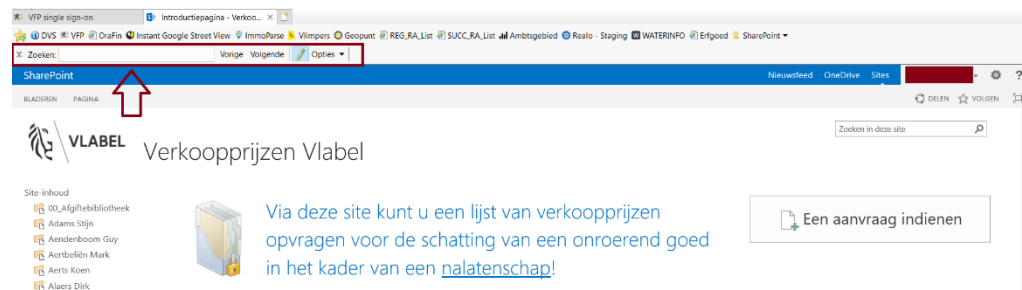 VFP single sign-on Introductiepagina - Verkoo...
DVS VFP OraFin Instant Google Street View ImmoParse Vlimpers Geopunt REG_RA_List SUCC_RA_List Ambtsgebied Realo - Staging WATERINFO Erfgoed SharePoint
Zoeken: Vorige Volgende Opties
SharePoint Nieuwsfeed OneDrive Sites ?
BLADEREN PAGINA DELEN VOLGEN
Zoeken in deze site
VLABEL Verkoopprijzen Vlabel
Site-inhoud
00_Afgiftebibliotheek
Adams Stijn
Aendenboom Guy
Aertbeliën Mark
Aerts Koen
Alaers Dirk
Via deze site kunt u een lijst van verkoopprijzen
opvragen voor de schatting van een onroerend goed
in het kader van een nalatenschap!
Een aanvraag indienen